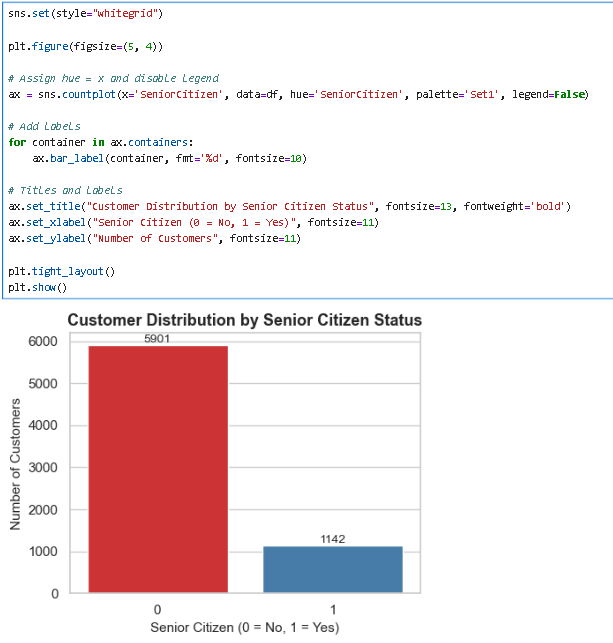 sns.set(style="whitegrid")
plt.figure(figsize=(5, 4))
# Assign hue = x and disable legend
ax = sns.countplot(x='SeniorCitizen', data=df, hue='SeniorCitizen', palette='Set1', legend=False)
# Add labels
for container in ax.containers:
    ax.bar_label(container, fmt='%d', fontsize=10)
# Titles and labels
ax.set_title("Customer Distribution by Senior Citizen Status", fontsize=13, fontweight='bold')
ax.set_xlabel("Senior Citizen (0 = No, 1 = Yes)", fontsize=11)
ax.set_ylabel("Number of Customers", fontsize=11)
plt.tight_layout()
plt.show()
Customer Distribution by Senior Citizen Status
Number of Customers
6000
5000
4000
3000
2000
1000
0
5901
1142
0 1
Senior Citizen (0 = No, 1 = Yes)